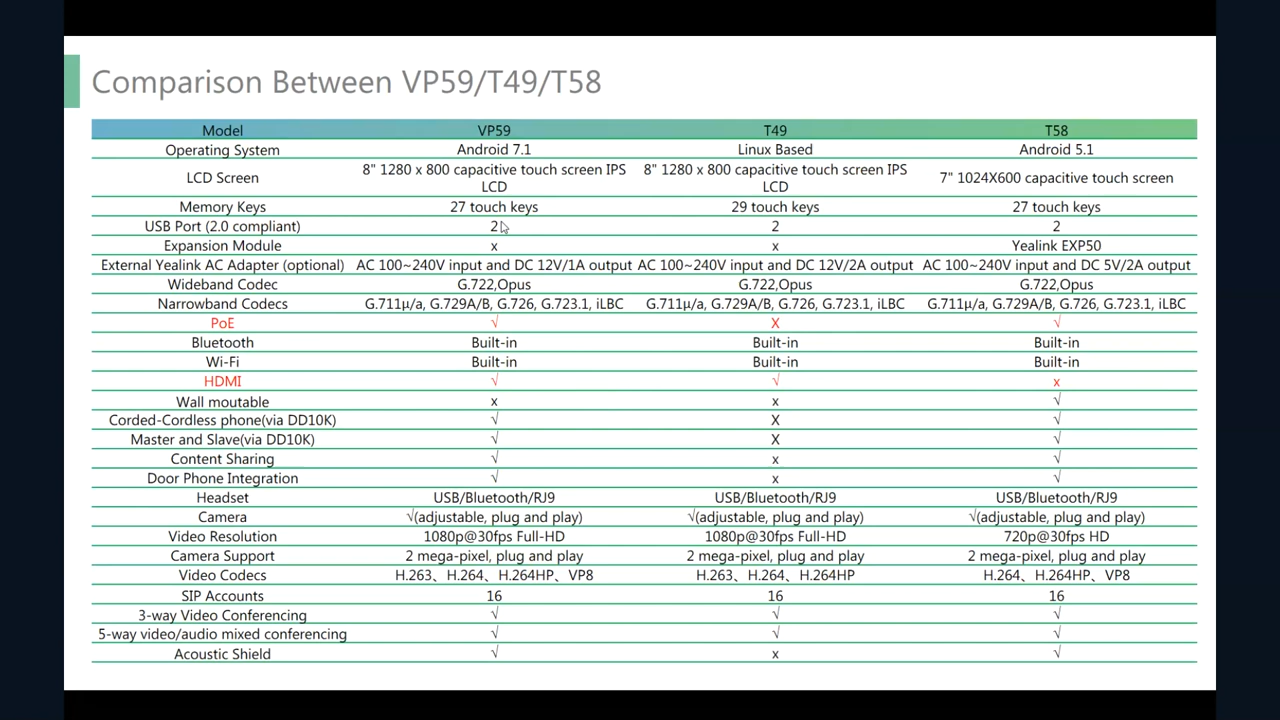 Comparison Between VP59/T49/T58
Model VP59 T49 T58
Operating System Android 7.1 Linux Based Android 5.1
LCD Screen 8" 1280 x 800 capacitive touch screen IPS LCD 8" 1280 x 800 capacitive touch screen IPS LCD 7" 1024X600 capacitive touch screen
Memory Keys 27 touch keys 29 touch keys 27 touch keys
USB Port (2.0 compliant) 2 2 2
Expansion Module x x Yealink EXP50
External Yealink AC Adapter (optional) AC 100~240V input and DC 12V/1A output AC 100~240V input and DC 12V/2A output AC 100~240V input and DC 5V/2A output
Wideband Codec G.722,Opus G.722,Opus G.722,Opus
Narrowband Codecs G.711μ/a, G.729A/B, G.726, G.723.1, iLBC G.711μ/a, G.729A/B, G.726, G.723.1, iLBC G.711μ/a, G.729A/B, G.726, G.723.1, iLBC
PoE √ X √
Bluetooth Built-in Built-in Built-in
Wi-Fi Built-in Built-in Built-in
HDMI √ √ x
Wall moutable x x √
Corded-Cordless phone(via DD10K) √ X √
Master and Slave(via DD10K) √ X √
Content Sharing √ x √
Door Phone Integration √ x √
Headset USB/Bluetooth/RJ9 USB/Bluetooth/RJ9 USB/Bluetooth/RJ9
Camera √(adjustable, plug and play) √(adjustable, plug and play) √(adjustable, plug and play)
Video Resolution 1080p@30fps Full-HD 1080p@30fps Full-HD 720p@30fps HD
Camera Support 2 mega-pixel, plug and play 2 mega-pixel, plug and play 2 mega-pixel, plug and play
Video Codecs H.263、H.264、H.264HP、VP8 H.263、H.264、H.264HP H.264、H.264HP、VP8
SIP Accounts 16 16 16
3-way Video Conferencing √ √ √
5-way video/audio mixed conferencing √ √ √
Acoustic Shield √ x √